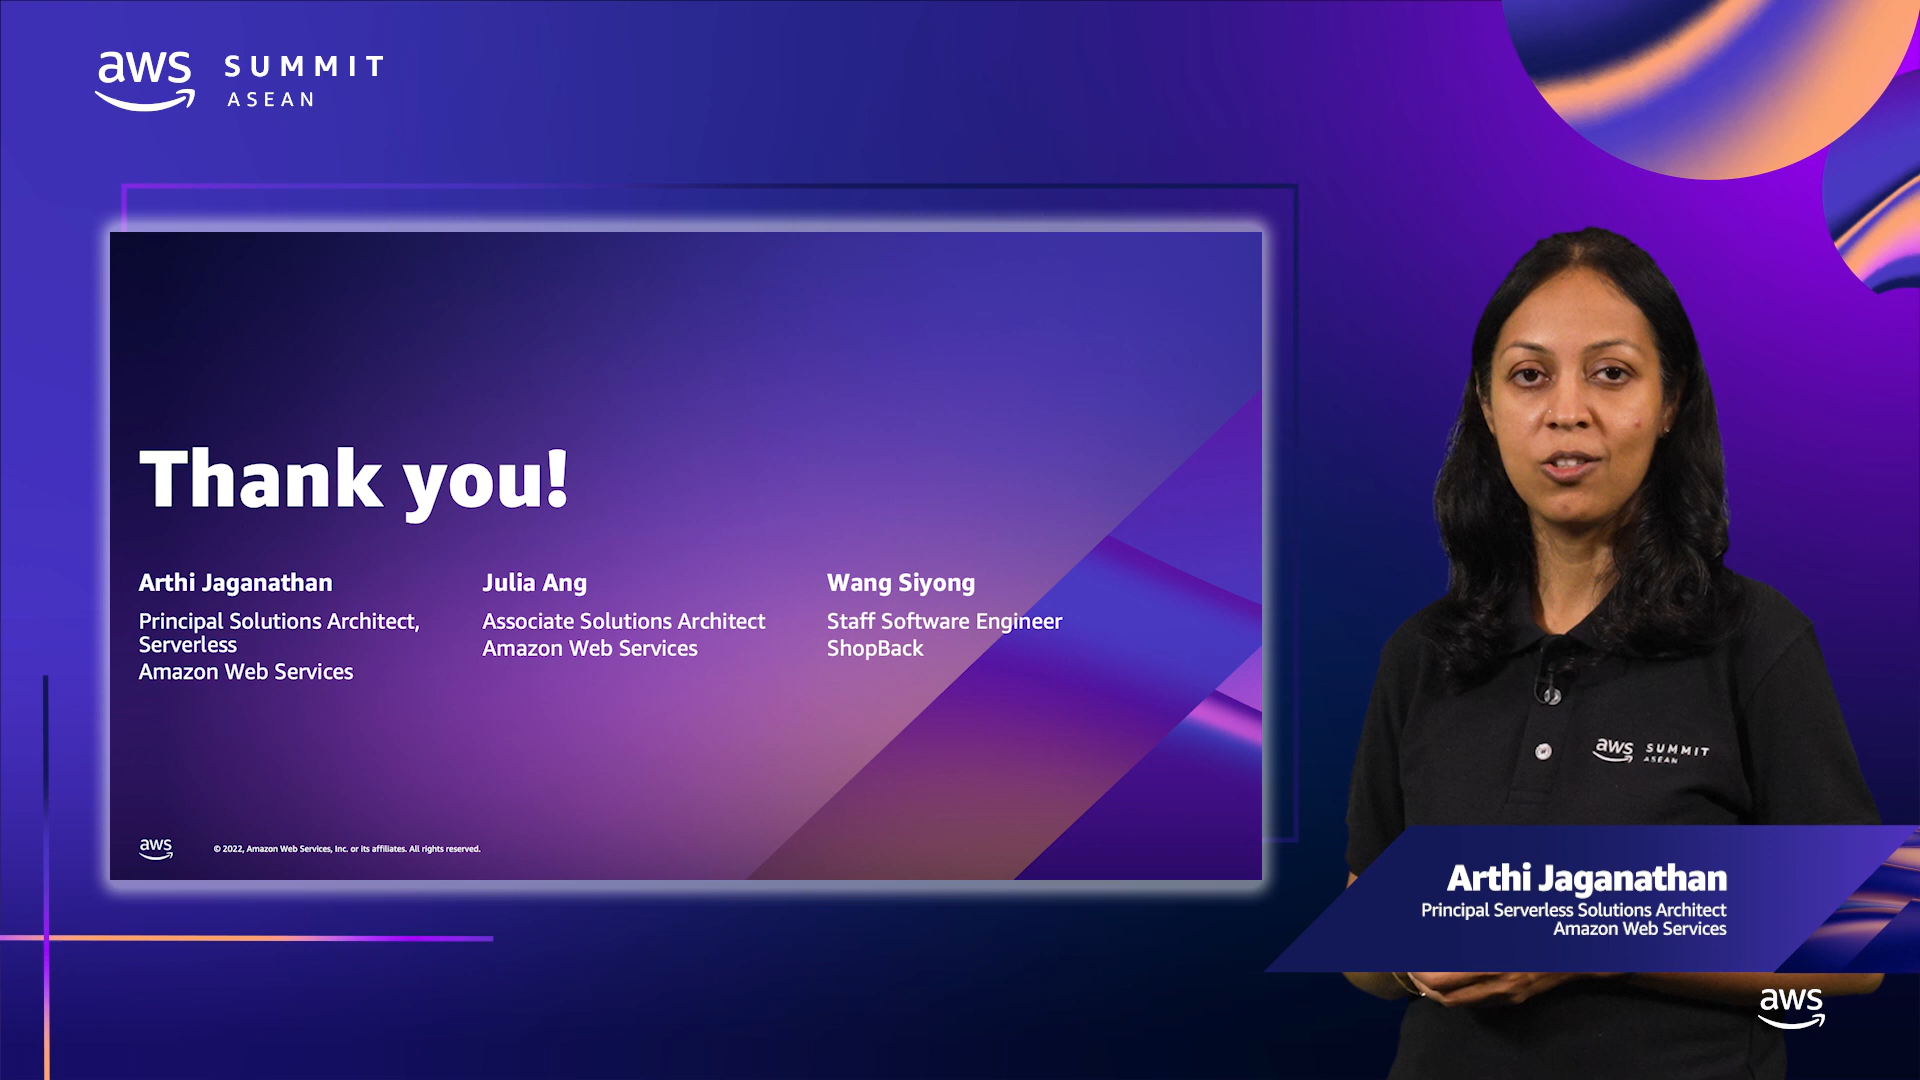 aws SUMMIT
ASEAN
Thank you!
Arthi Jaganathan
Principal Solutions Architect,
Serverless
Amazon Web Services
Julia Ang
Associate Solutions Architect
Amazon Web Services
Wang Siyong
Staff Software Engineer
ShopBack
aws
© 2022, Amazon Web Services, Inc. or its affiliates. All rights reserved.
aws SUMMIT
ASEAN
Arthi Jaganathan
Principal Serverless Solutions Architect
Amazon Web Services
aws